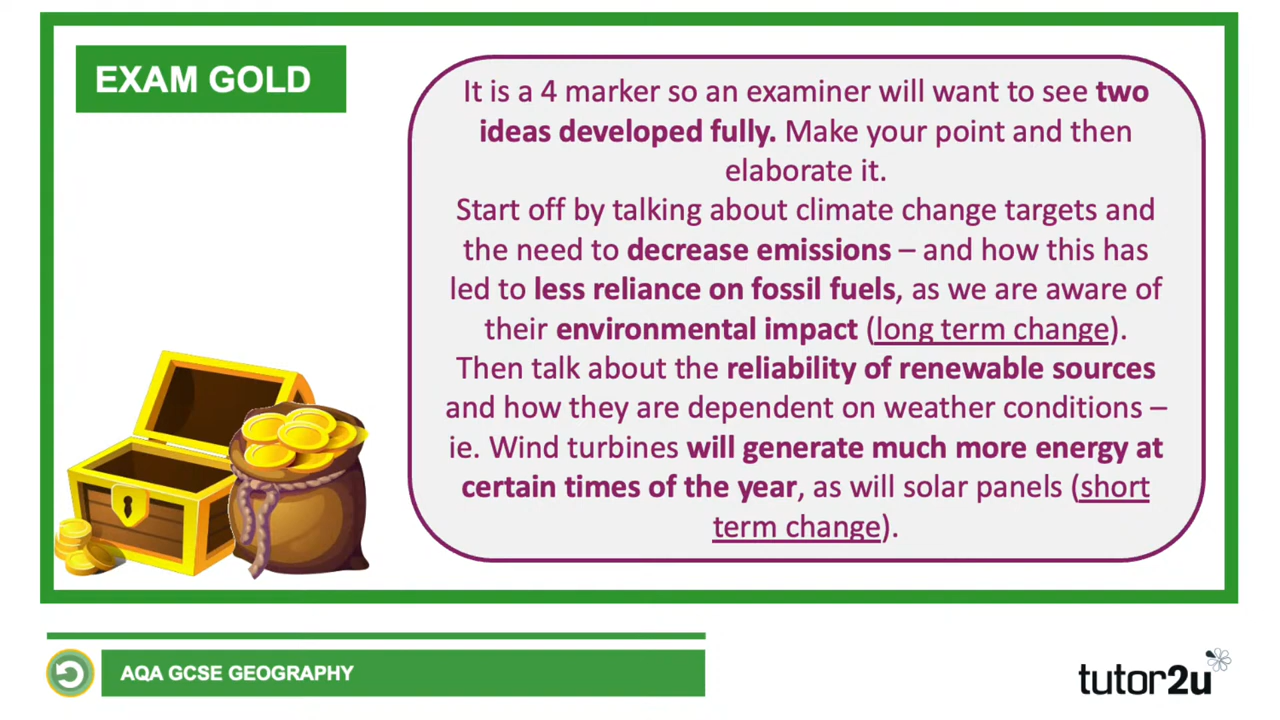 EXAM GOLD
It is a 4 marker so an examiner will want to see two
ideas developed fully. Make your point and then
elaborate it.
Start off by talking about climate change targets and
the need to decrease emissions – and how this has
led to less reliance on fossil fuels, as we are aware of
their environmental impact (long term change).
Then talk about the reliability of renewable sources
and how they are dependent on weather conditions –
ie. Wind turbines will generate much more energy at
certain times of the year, as will solar panels (short
term change).
AQA GCSE GEOGRAPHY
tutor2u